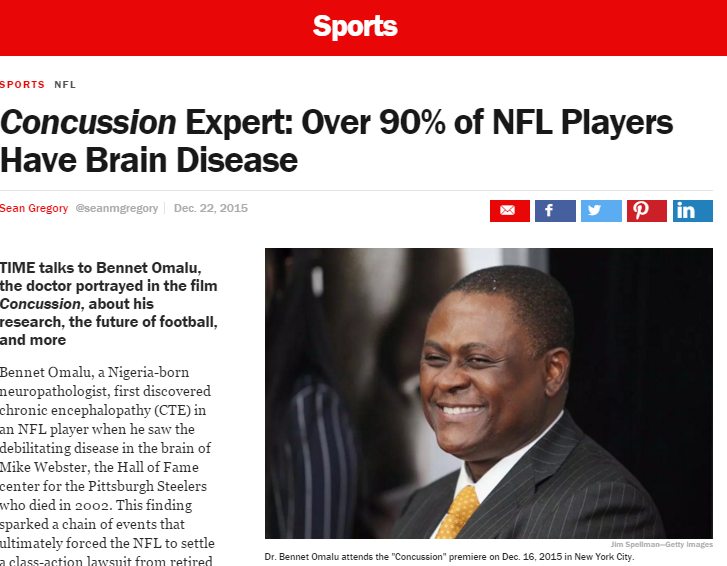 Sports
SPORTS NFL
Concussion Expert: Over 90% of NFL Players
Have Brain Disease
Sean Gregory @seanmgregory Dec. 22, 2015
TIME talks to Bennet Omalu,
the doctor portrayed in the film
Concussion, about his
research, the future of football,
and more
Bennet Omalu, a Nigeria-born
neuropathologist, first discovered
chronic encephalopathy (CTE) in
an NFL player when he saw the
debilitating disease in the brain of
Mike Webster, the Hall of Fame
center for the Pittsburgh Steelers
who died in 2002. This finding
sparked a chain of events that
ultimately forced the NFL to settle
a class-action lawsuit from retired
Jim Spellman—Getty Images
Dr. Bennet Omalu attends the "Concussion" premiere on Dec. 16, 2015 in New York City.